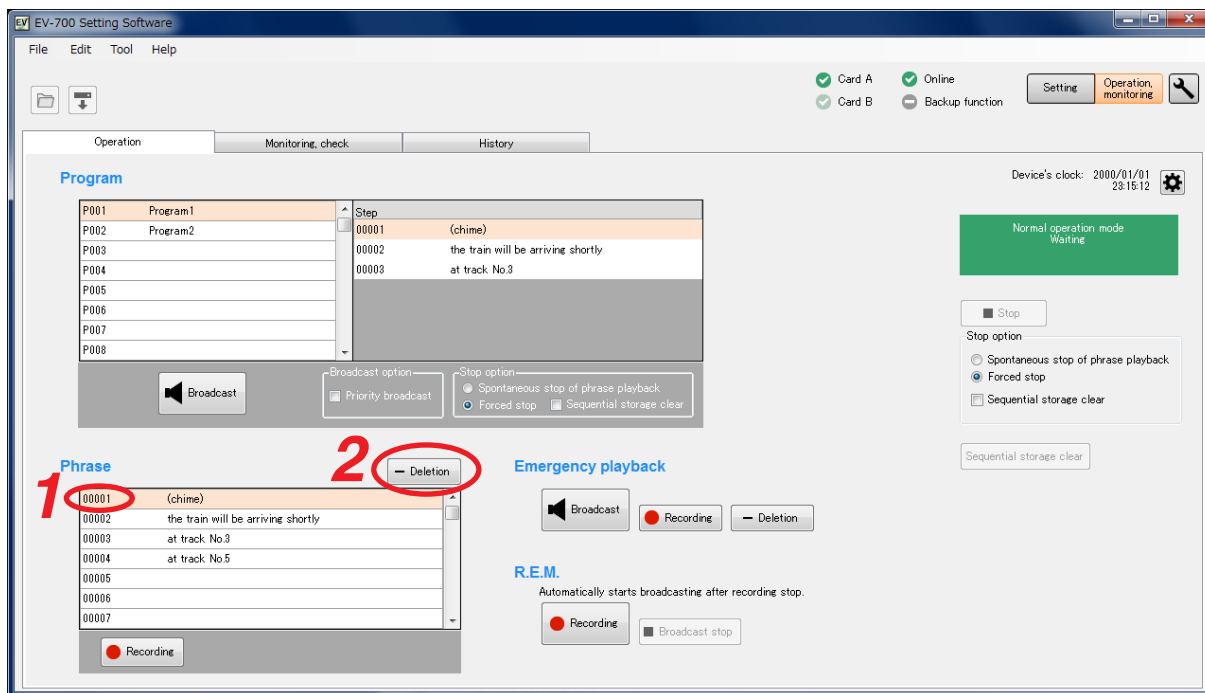 EV EV-700 Setting Software
File Edit Tool Help
Card A
Online
Card B
Backup function
Setting
Operation,
monitoring
Operation
Monitoring, check
History
Program
Device's clock: 2000/01/01
23:15:12
P001 Program1
P002 Program2
P003
P004
P005
P006
P007
P008
Step
00001 (chime)
00002 the train will be arriving shortly
00003 at track No.3
Broadcast
Broadcast option
Priority broadcast
Stop option
Spontaneous stop of phrase playback
Forced stop
Sequential storage clear
Normal operation mode
Waiting
Stop
Stop option
Spontaneous stop of phrase playback
Forced stop
Sequential storage clear
Sequential storage clear
Phrase
2
Deletion
1
00001 (chime)
00002 the train will be arriving shortly
00003 at track No.3
00004 at track No.5
00005
00006
00007
Recording
Emergency playback
Broadcast
Recording
Deletion
R.E.M.
Automatically starts broadcasting after recording stop.
Recording
Broadcast stop